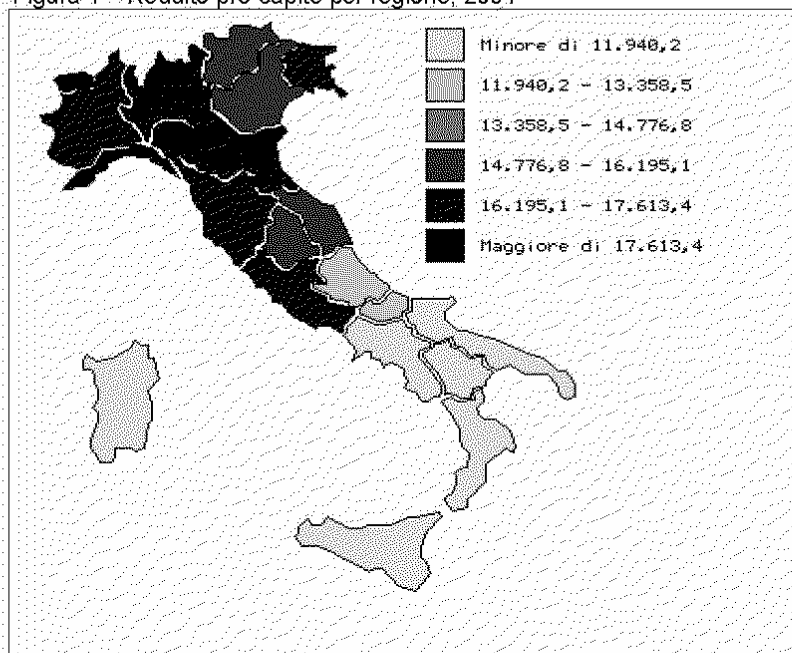 Reddito pro capite per regione,
Minore di 11.940,2
11.940,2 - 13.358,5
13.358,5 - 14.776,8
14.776,8 - 16.195,1
16.195,1 - 17.613,4
Maggiore di 17.613,4